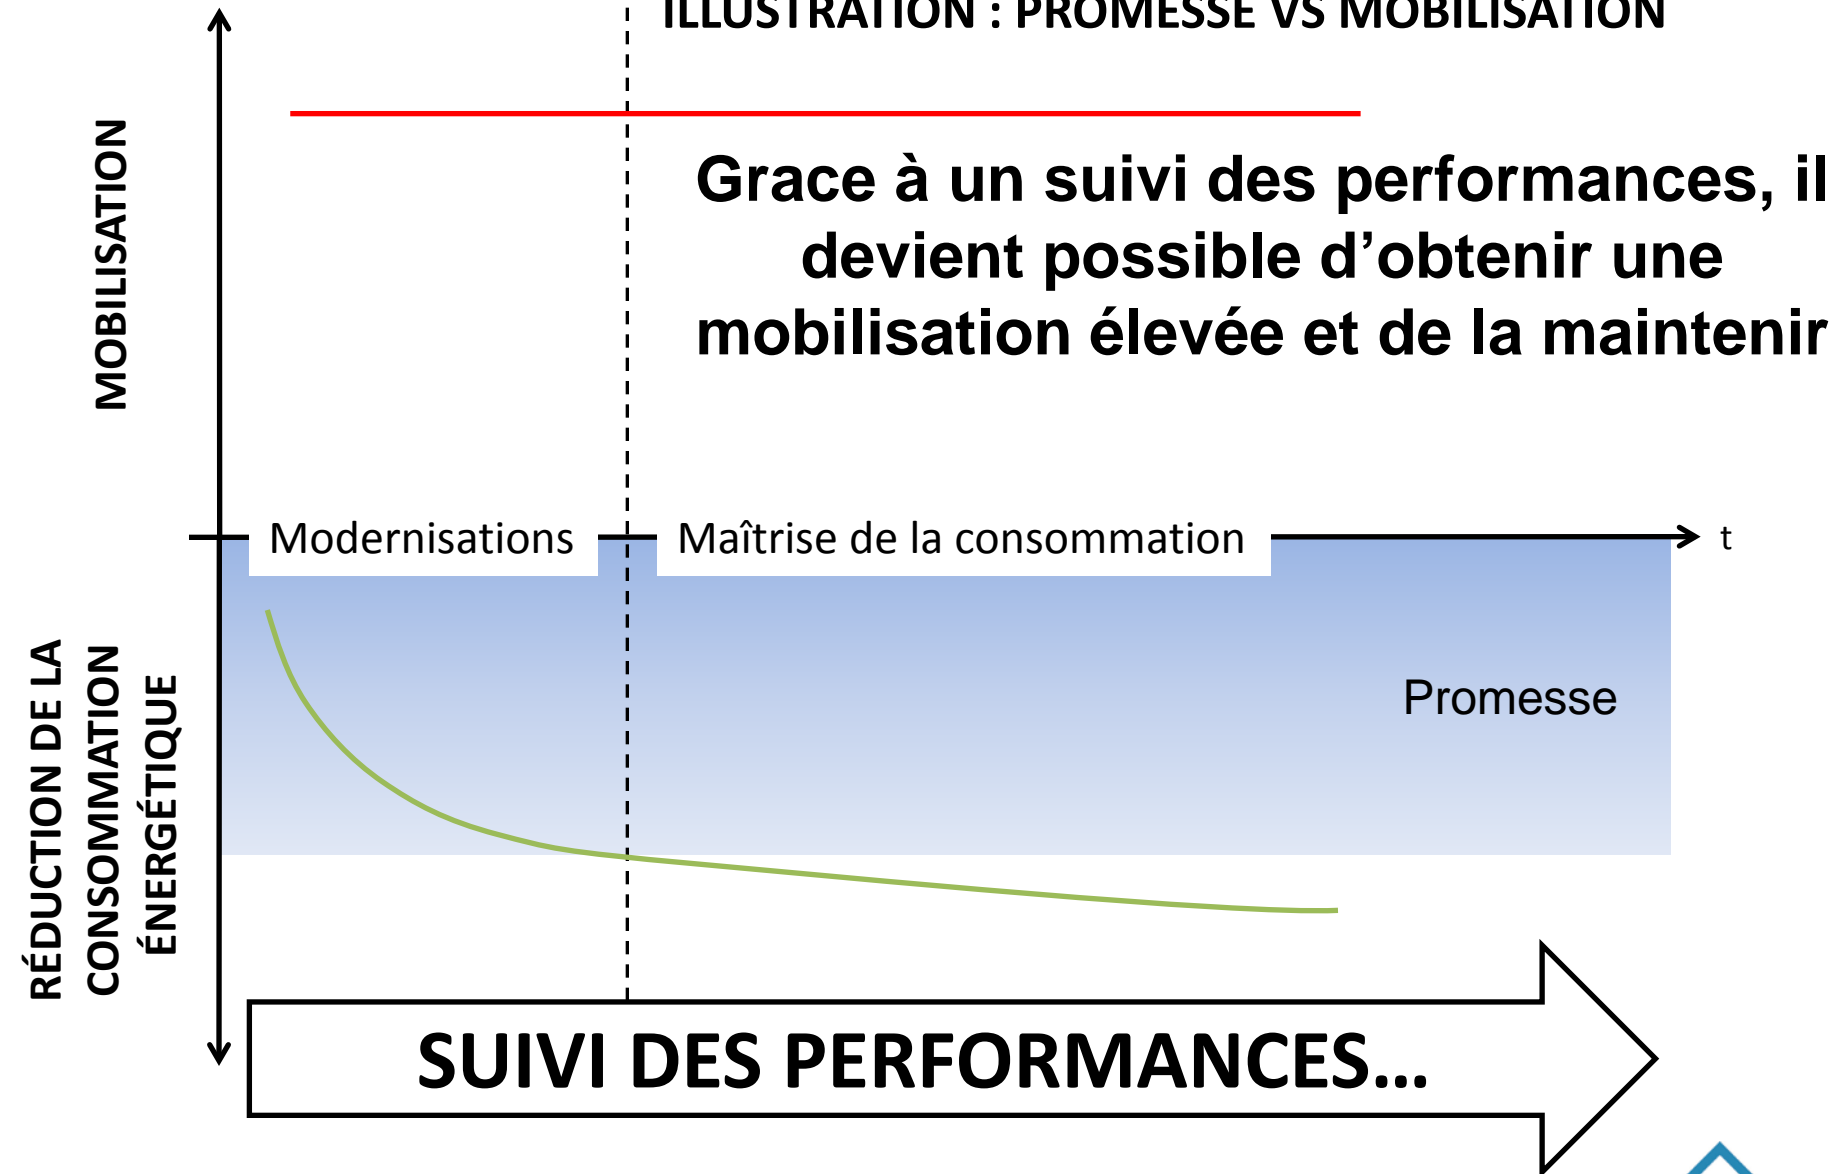 ILLUSTRATION : PROMESSE VS MOBILISATION
MOBILISATION
Grace à un suivi des performances, il
devient possible d’obtenir une
mobilisation élevée et de la maintenir
Modernisations
Maîtrise de la consommation
t
RÉDUCTION DE LA
CONSOMMATION
ÉNERGÉTIQUE
Promesse
SUIVI DES PERFORMANCES…